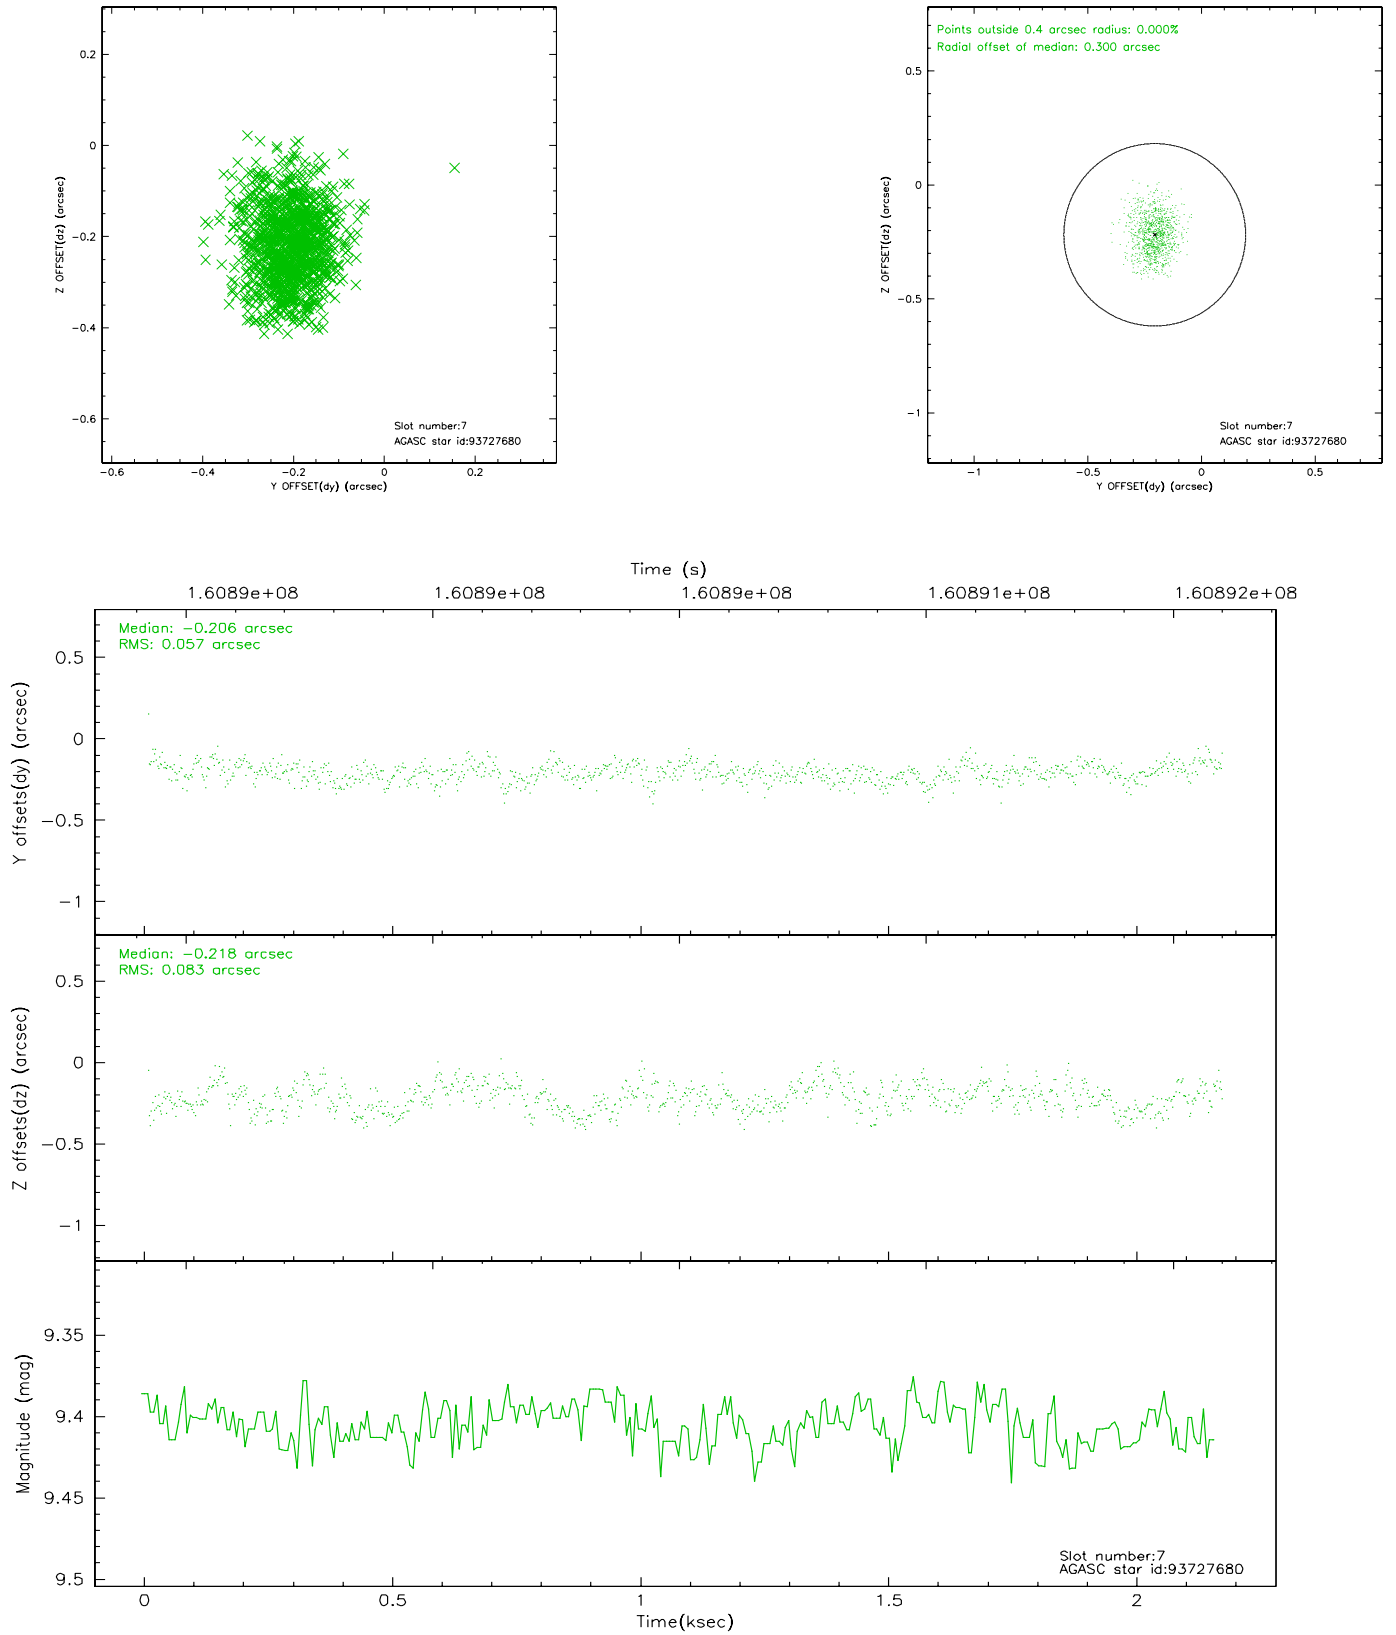 0.2
0
-0.2
-0.4
-0.6
Z OFFSET(dz) (arcsec)
Slot number:7
AGASC star id:93727680
-0.6 -0.4 -0.2 0 0.2
Y OFFSET(dy) (arcsec)
Points outside 0.4 arcsec radius: 0.000%
Radial offset of median: 0.300 arcsec
0.5
0
-0.5
-1
Z OFFSET(dz) (arcsec)
Slot number:7
AGASC star id:93727680
-1 -0.5 0 0.5
Y OFFSET(dy) (arcsec)
Time (s)
1.6089e+08 1.6089e+08 1.6089e+08 1.60891e+08 1.60892e+08
Median: -0.206 arcsec
RMS: 0.057 arcsec
0.5
0
-0.5
-1
Y offsets(dy) (arcsec)
Median: -0.218 arcsec
RMS: 0.083 arcsec
0.5
0
-0.5
-1
Z offsets(dz) (arcsec)
9.35
9.4
9.45
9.5
Magnitude (mag)
Slot number:7
AGASC star id:93727680
0 0.5 1 1.5 2
Time(ksec)